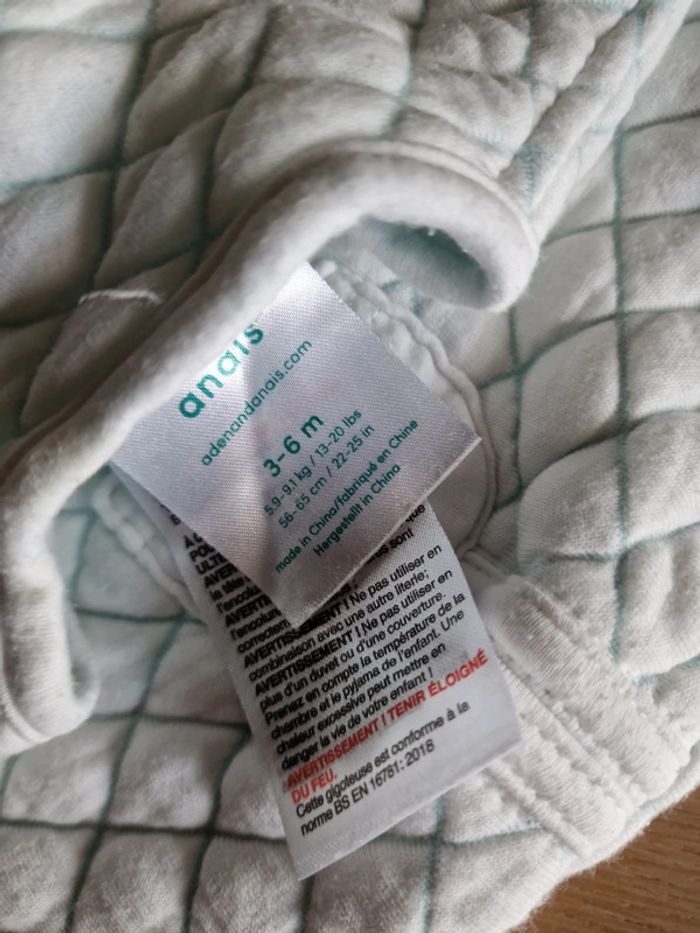 anais
adenandanais.com
3-6 m
5.9-9.1 kg / 13-20 lbs
56-65 cm / 22-25 in
made in China/fabriqué en Chine
Hergestellt in China
sont
AVERTISSEMENT ! Ne pas utiliser en
combinaison avec une autre literie;
AVERTISSEMENT ! Ne pas utiliser en
plus d'un duvet ou d'une couverture.
Prenez en compte la température de la
chambre et le pyjama de l'enfant. Une
chaleur excessive peut mettre en
danger la vie de votre enfant !
AVERTISSEMENT ! TENIR ÉLOIGNÉ
DU FEU.
Cette gigoteuse est conforme à la
norme BS EN 16781: 2018